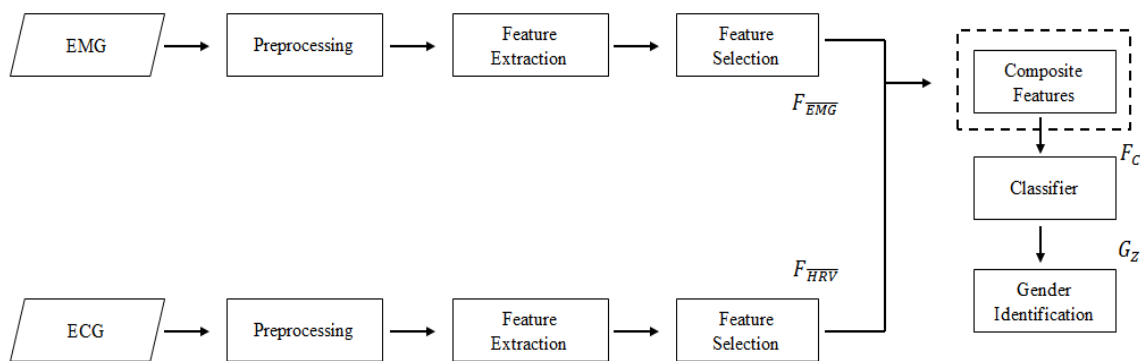 EMG
Preprocessing
Feature
Extraction
Feature
Selection
Composite
Features
F_{\overline{EMG}}
F_C
Classifier
G_Z
F_{\overline{HRV}}
Gender
Identification
ECG
Preprocessing
Feature
Extraction
Feature
Selection